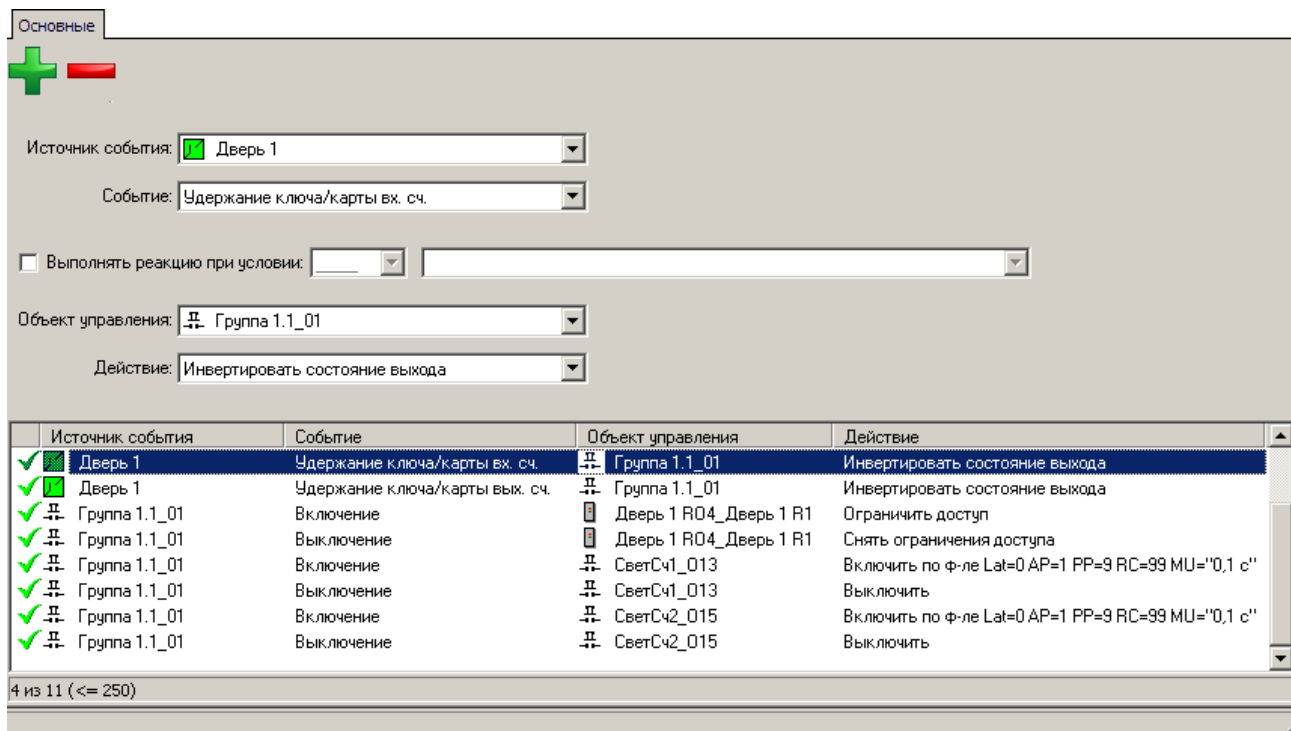 Основные
Источник события: Дверь 1
Событие: Удержание ключа/карты вх. сч.
Выполнять реакцию при условии: _____
Объект управления: Группа 1.1_01
Действие: Инвертировать состояние выхода
Источник события Событие Объект управления Действие
Дверь 1 Удержание ключа/карты вх. сч. Группа 1.1_01 Инвертировать состояние выхода
Дверь 1 Удержание ключа/карты вых. сч. Группа 1.1_01 Инвертировать состояние выхода
Группа 1.1_01 Включение Дверь 1 RO4_Дверь 1 R1 Ограничить доступ
Группа 1.1_01 Выключение Дверь 1 RO4_Дверь 1 R1 Снять ограничения доступа
Группа 1.1_01 Включение СветСч1_O13 Включить по ф-ле Lat=0 AP=1 PP=9 RC=99 MU="0,1 с"
Группа 1.1_01 Выключение СветСч1_O13 Выключить
Группа 1.1_01 Включение СветСч2_O15 Включить по ф-ле Lat=0 AP=1 PP=9 RC=99 MU="0,1 с"
Группа 1.1_01 Выключение СветСч2_O15 Выключить
4 из 11 (<= 250)